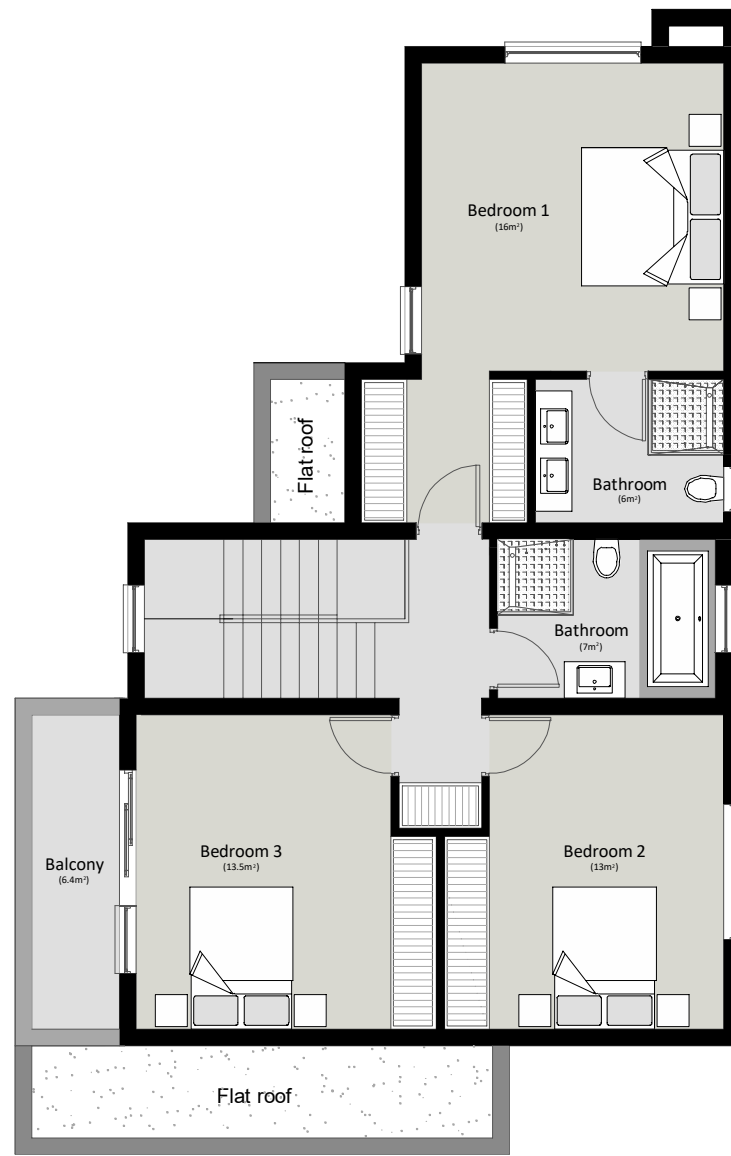 Bedroom 1
(16m²)
Flat roof
Bathroom
(6m²)
Bathroom
(7m²)
Balcony
(6.4m²)
Bedroom 3
(13.5m²)
Bedroom 2
(13m²)
Flat roof